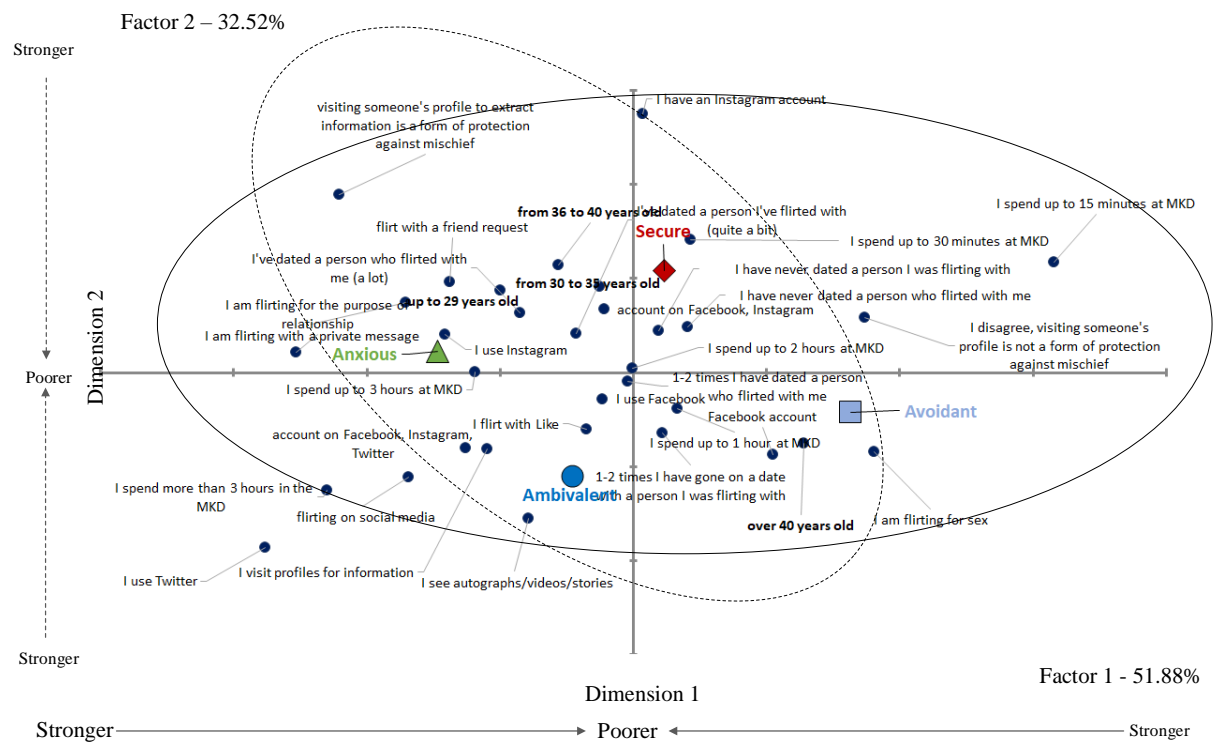 Factor 2 – 32.52%
Stronger
I have an Instagram account
visiting someone's profile to extract
information is a form of protection
against mischief
I spend up to 15 minutes at MKD
from 36 to 40 years old
I've dated a person I've flirted with
(quite a bit)
flirt with a friend request
Secure
I spend up to 30 minutes at MKD
I've dated a person who flirted with
me (a lot)
I have never dated a person I was flirting with
from 30 to 35 years old
I have never dated a person who flirted with me
up to 29 years old
I am flirting for the purpose of
relationship
account on Facebook, Instagram
I disagree, visiting someone's
profile is not a form of protection
against mischief
I am flirting with a private message
Anxious
I use Instagram
I spend up to 2 hours at MKD
Dimension 2
Poorer
I spend up to 3 hours at MKD
1-2 times I have dated a person
who flirted with me
I use Facebook
Facebook account
Avoidant
I flirt with Like
account on Facebook, Instagram,
Twitter
I spend up to 1 hour at MKD
1-2 times I have gone on a date
with a person I was flirting with
Ambivalent
I spend more than 3 hours in the
MKD
flirting on social media
over 40 years old
I am flirting for sex
I use Twitter
I visit profiles for information
I see autographs/videos/stories
Stronger
Factor 1 - 51.88%
Dimension 1
Stronger
Poorer
Stronger